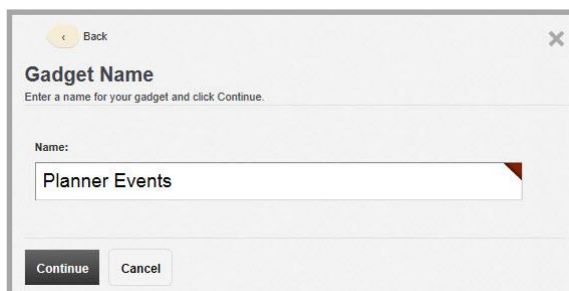 ‹ Back
Gadget Name
Enter a name for your gadget and click Continue.
Name:
Planner Events
Continue Cancel